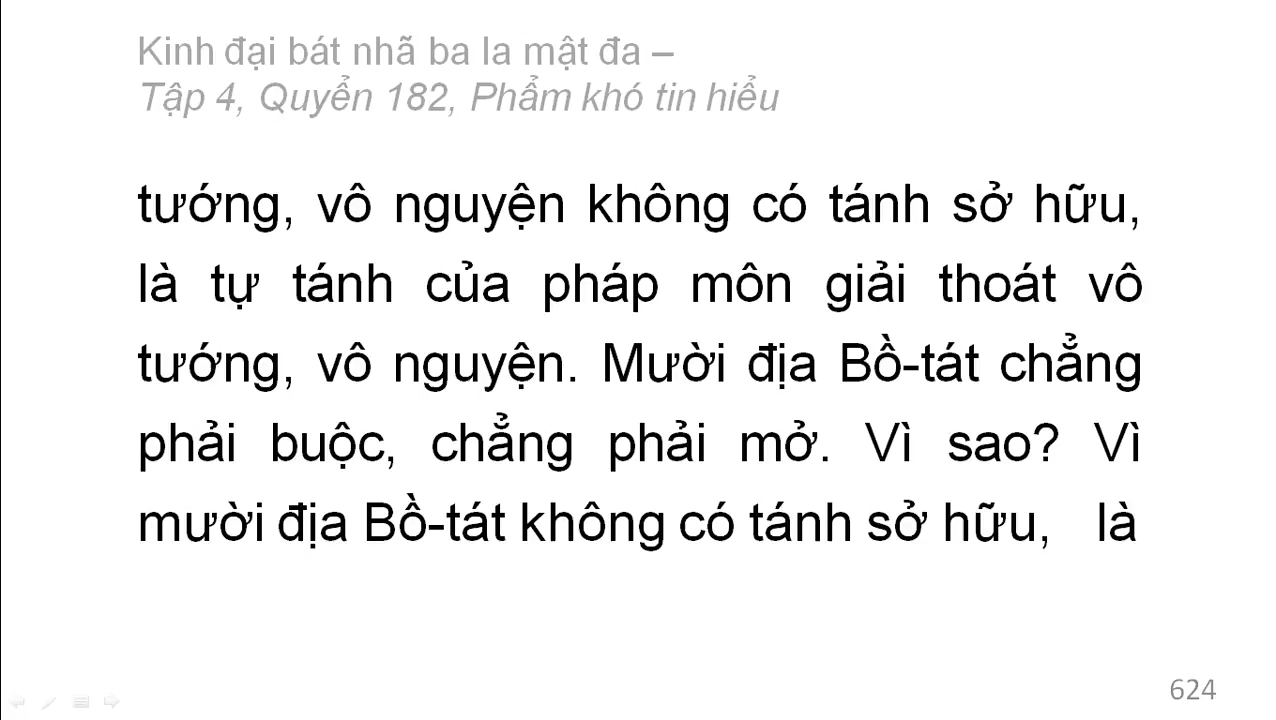 Kinh đại bát nhã ba la mật đa –
Tập 4, Quyển 182, Phẩm khó tin hiểu
tướng, vô nguyện không có tánh sở hữu,
là tự tánh của pháp môn giải thoát vô
tướng, vô nguyện. Mười địa Bồ-tát chẳng
phải buộc, chẳng phải mở. Vì sao? Vì
mười địa Bồ-tát không có tánh sở hữu, là
624